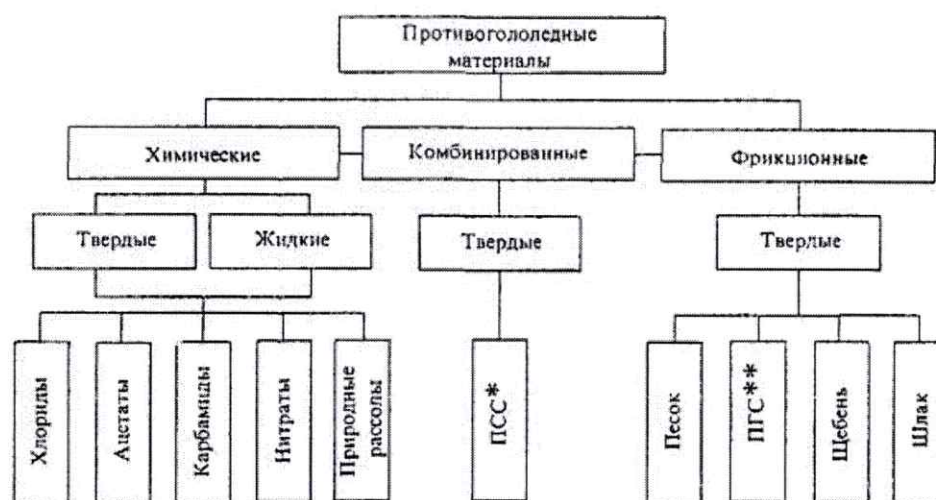 Противогололедные
материалы
Химические
Комбинированные
Фрикционные
Твердые
Жидкие
Твердые
Твердые
Хлориды
Ацетаты
Карбамиды
Нитраты
Природные
рассолы
ПСС*
Песок
ПГС**
Щебень
Шлак